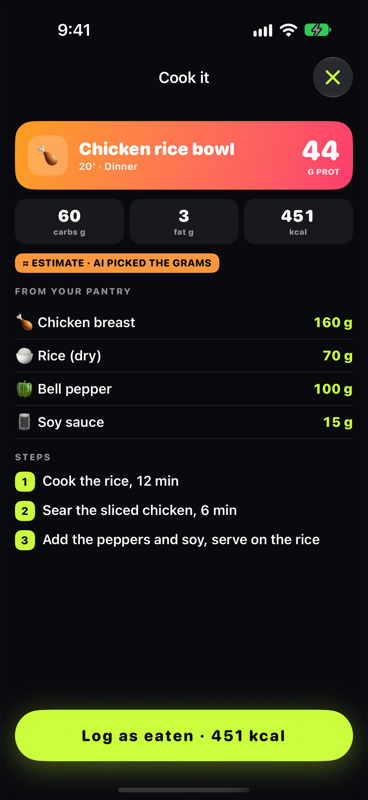 9:41
Cook it
Chicken rice bowl
20' · Dinner
44
G PROT
60
carbs g
3
fat g
451
kcal
≈ ESTIMATE · AI PICKED THE GRAMS
FROM YOUR PANTRY
Chicken breast 160 g
Rice (dry) 70 g
Bell pepper 100 g
Soy sauce 15 g
STEPS
1 Cook the rice, 12 min
2 Sear the sliced chicken, 6 min
3 Add the peppers and soy, serve on the rice
Log as eaten · 451 kcal